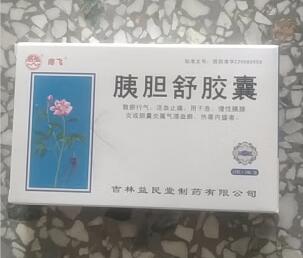 鹿飞
胰胆舒胶囊
散瘀行气,活血止痛。用于急、慢性胰腺
炎或胆囊炎属气滞血瘀、热毒内盛者。
吉林益民堂制药有限公司